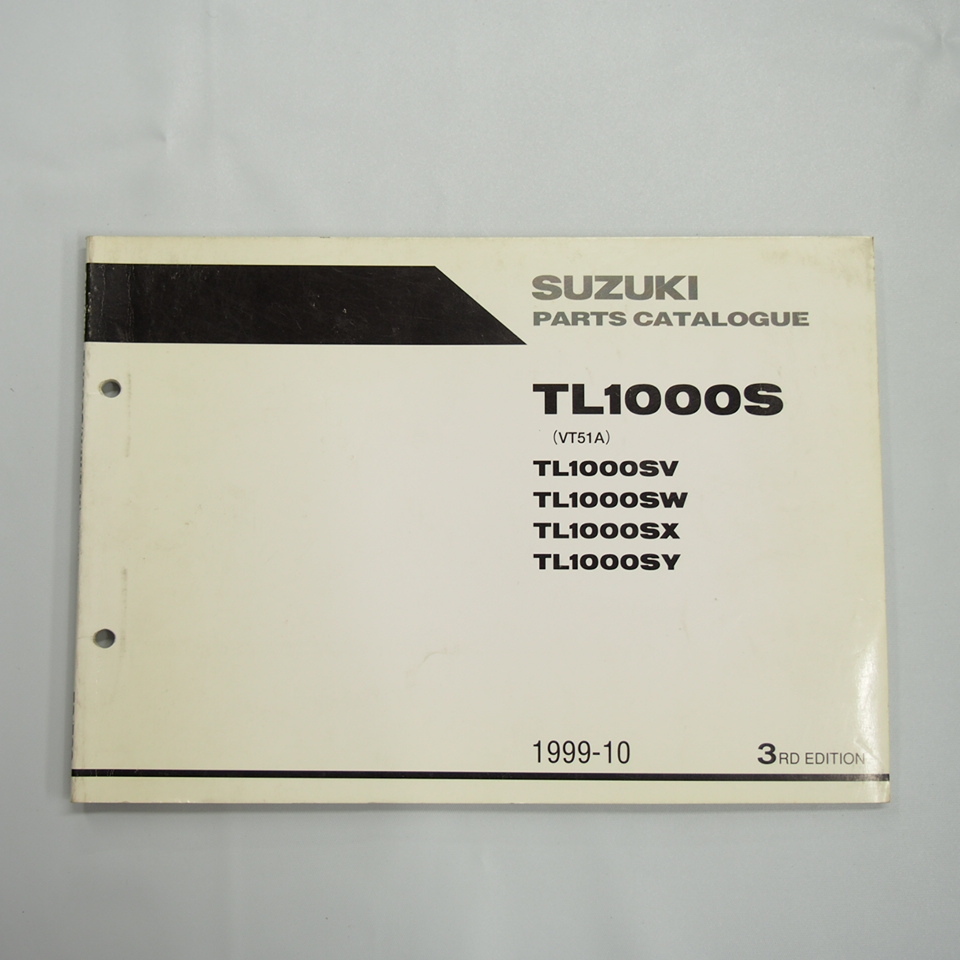 SUZUKI
PARTS CATALOGUE
TL1000S
(VT51A)
TL1000SV
TL1000SW
TL1000SX
TL1000SY
1999-10 3RD EDITION